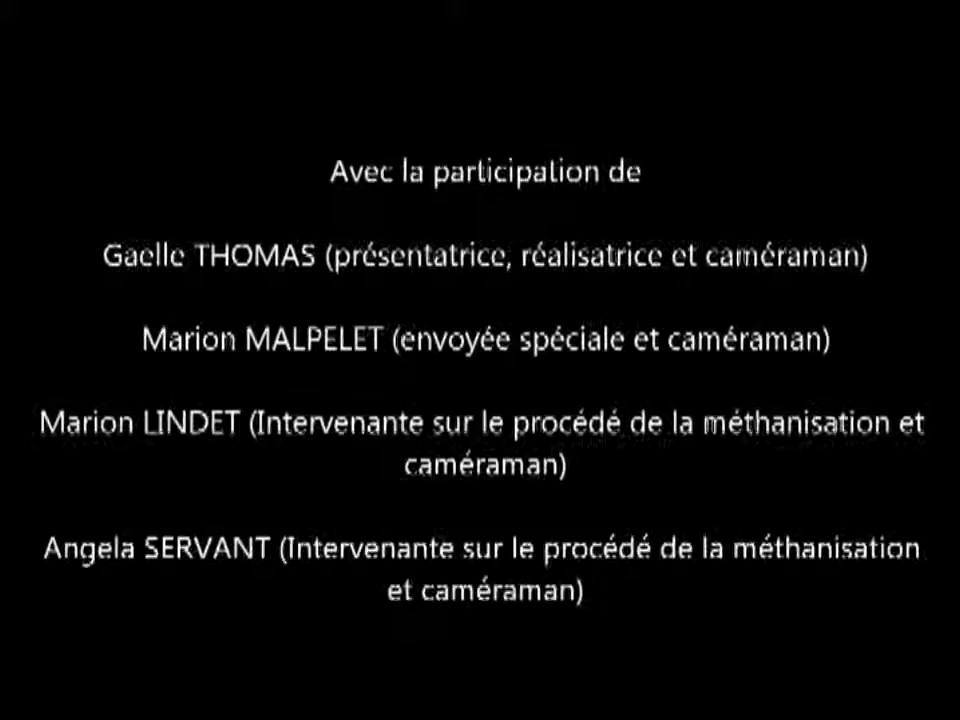 Avec la participation de
Gaelle THOMAS (présentatrice, réalisatrice et caméraman)
Marion MALPELET (envoyée spéciale et caméraman)
Marion LINDET (Intervenante sur le procédé de la méthanisation et
caméraman)
Angela SERVANT (Intervenante sur le procédé de la méthanisation
et caméraman)